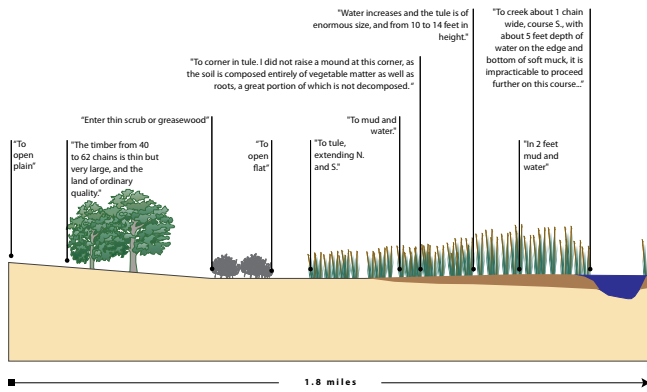 "Water increases and the tule is of
enormous size, and from 10 to 14 feet in
height."
"To creek about 1 chain
wide, course S., with
about 5 feet depth of
water on the edge and
bottom of soft muck, it is
impracticable to proceed
further on this course..."
"To corner in tule. I did not raise a mound at this corner, as
the soil is composed entirely of vegetable matter as well as
roots, a great portion of which is not decomposed."
"Enter thin scrub or greasewood"
"To mud and
water."
"To
open
plain"
"The timber from 40
to 62 chains is thin but
very large, and the
land of ordinary
quality."
"To
open
flat"
"To tule,
extending N.
and S."
"In 2 feet
mud and
water"
1.8 miles